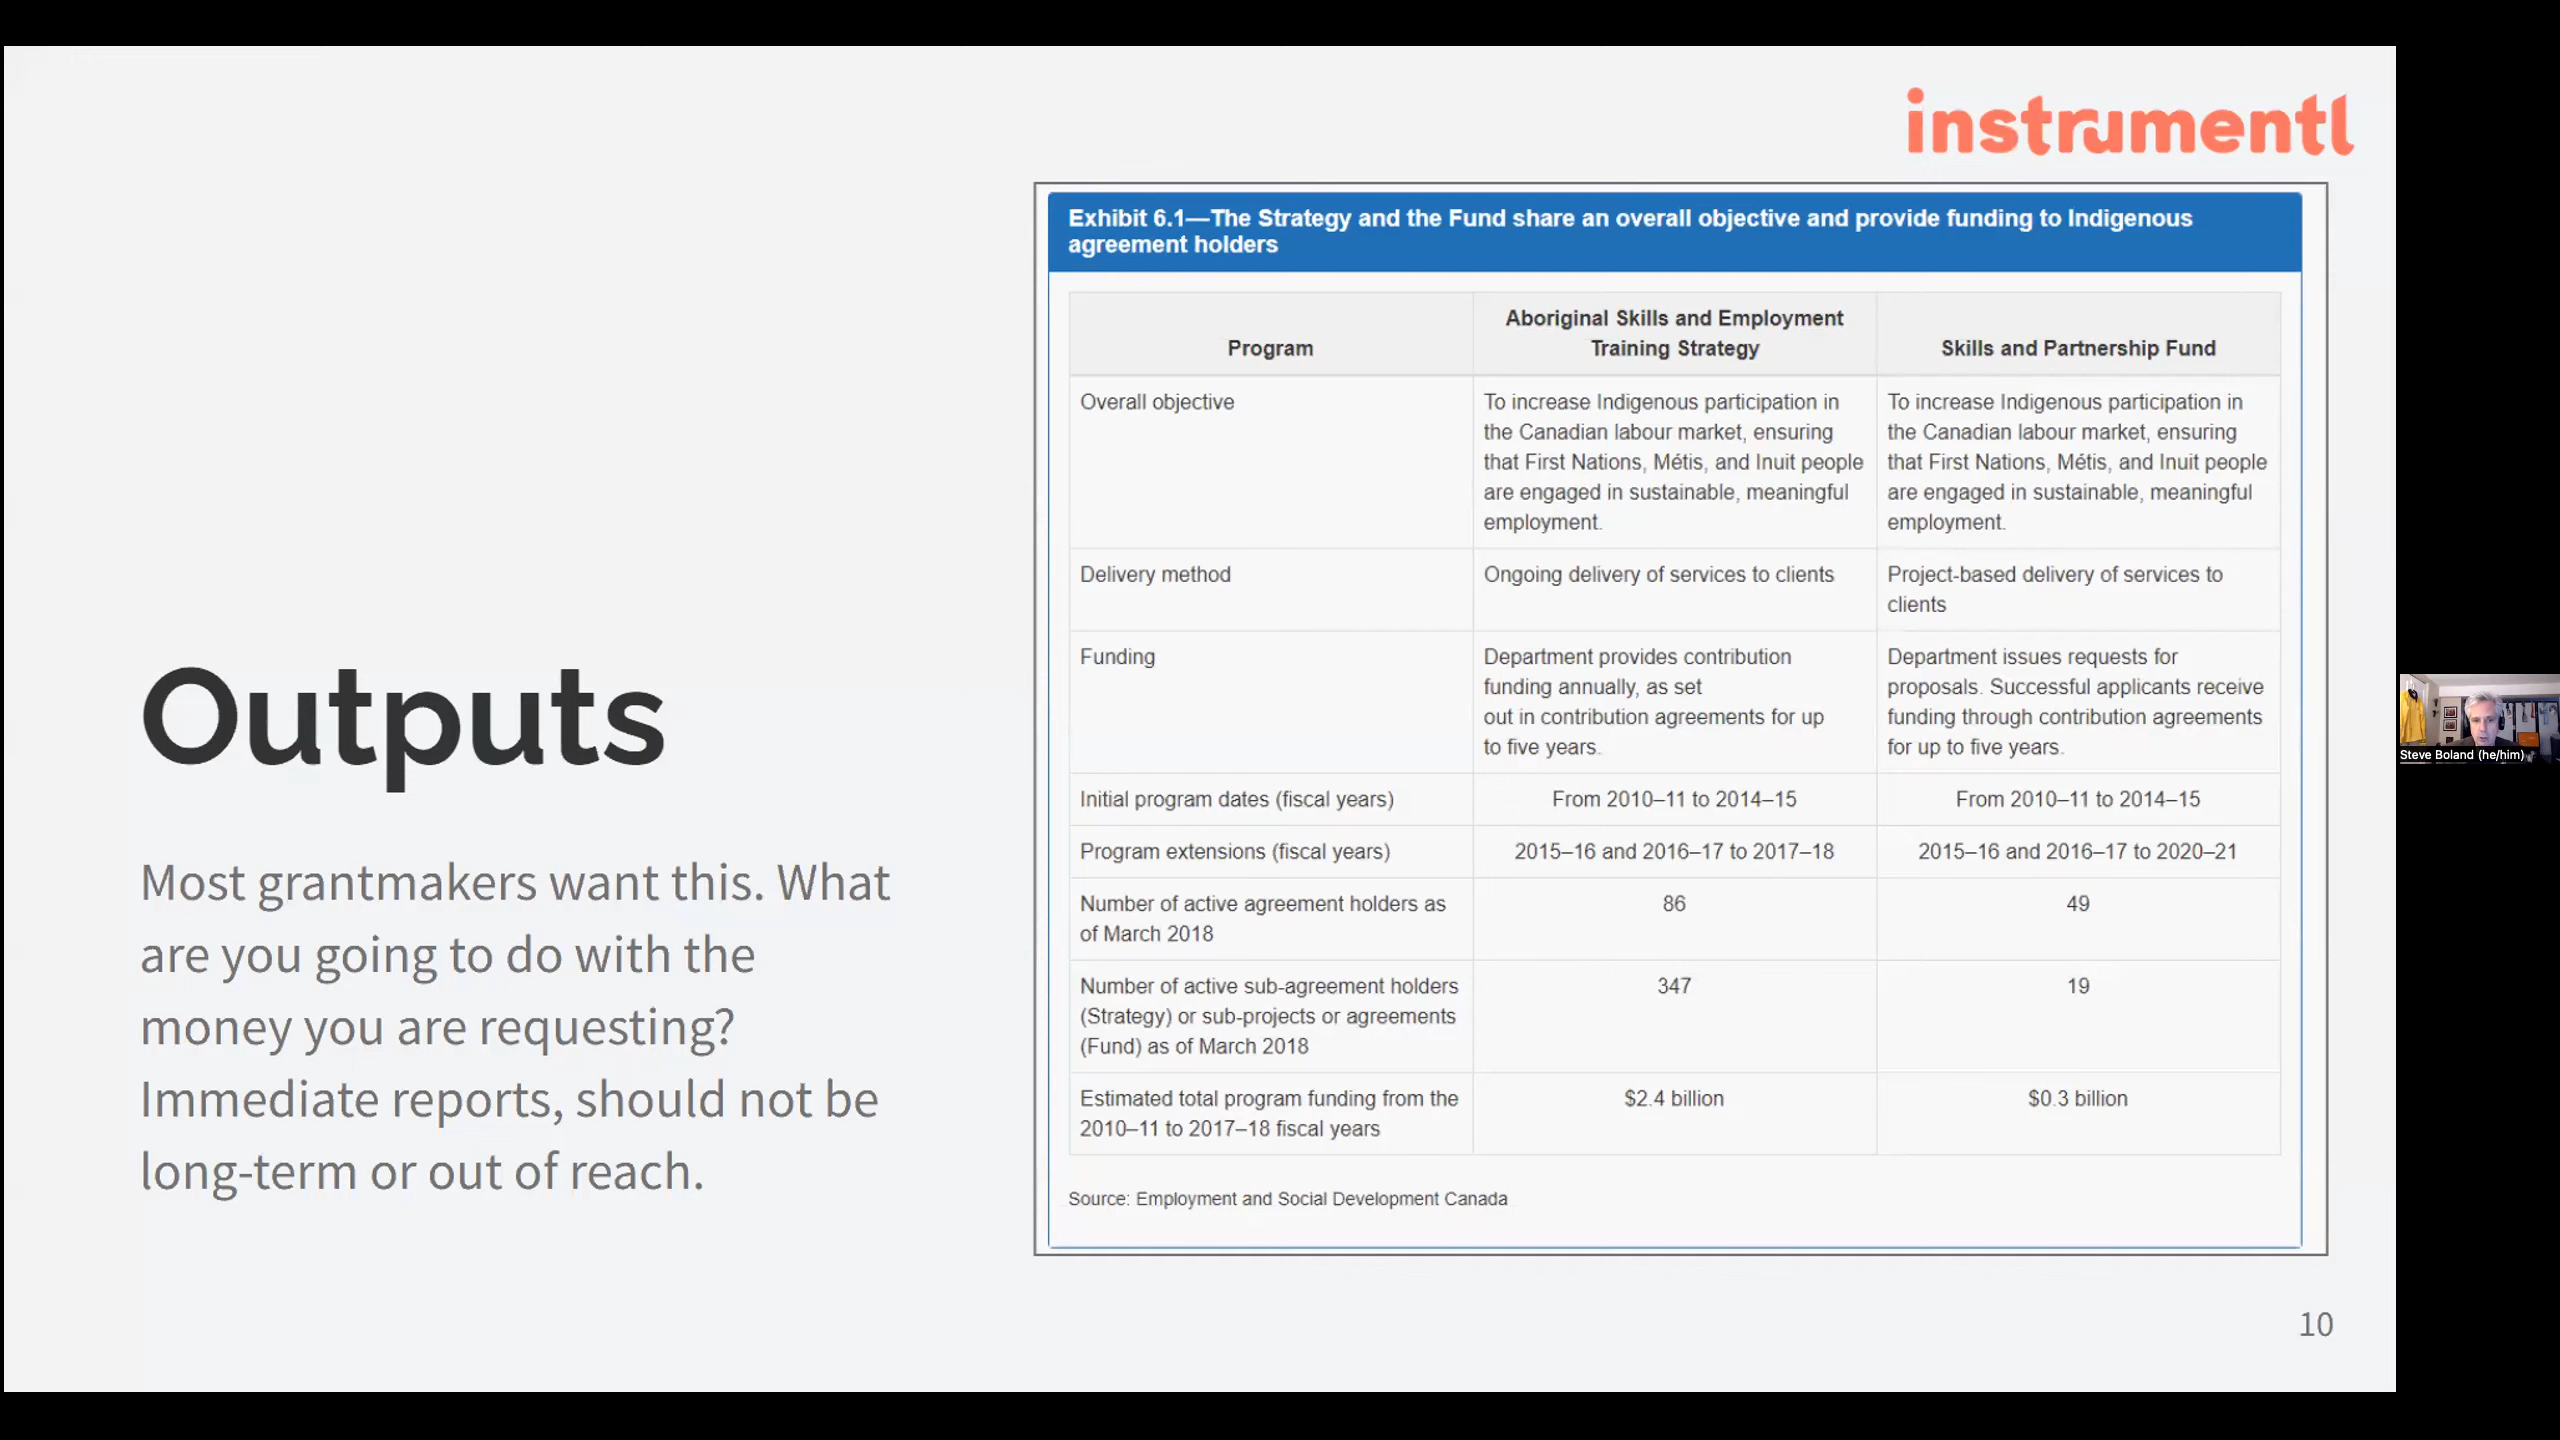 instrumentl
Outputs
Most grantmakers want this. What
are you going to do with the
money you are requesting?
Immediate reports, should not be
long-term or out of reach.
Exhibit 6.1—The Strategy and the Fund share an overall objective and provide funding to Indigenous
agreement holders
Program
Aboriginal Skills and Employment
Training Strategy
Skills and Partnership Fund
Overall objective
To increase Indigenous participation in
the Canadian labour market, ensuring
that First Nations, Métis, and Inuit people
are engaged in sustainable, meaningful
employment.
To increase Indigenous participation in
the Canadian labour market, ensuring
that First Nations, Métis, and Inuit people
are engaged in sustainable, meaningful
employment.
Delivery method
Ongoing delivery of services to clients
Project-based delivery of services to
clients
Funding
Department provides contribution
funding annually, as set
out in contribution agreements for up
to five years.
Department issues requests for
proposals. Successful applicants receive
funding through contribution agreements
for up to five years.
Initial program dates (fiscal years)
From 2010–11 to 2014–15
From 2010–11 to 2014–15
Program extensions (fiscal years)
2015–16 and 2016–17 to 2017–18
2015–16 and 2016–17 to 2020–21
Number of active agreement holders as
of March 2018
86
49
Number of active sub-agreement holders
(Strategy) or sub-projects or agreements
(Fund) as of March 2018
347
19
Estimated total program funding from the
2010–11 to 2017–18 fiscal years
$2.4 billion
$0.3 billion
Source: Employment and Social Development Canada
10
Steve Boland (he/him)